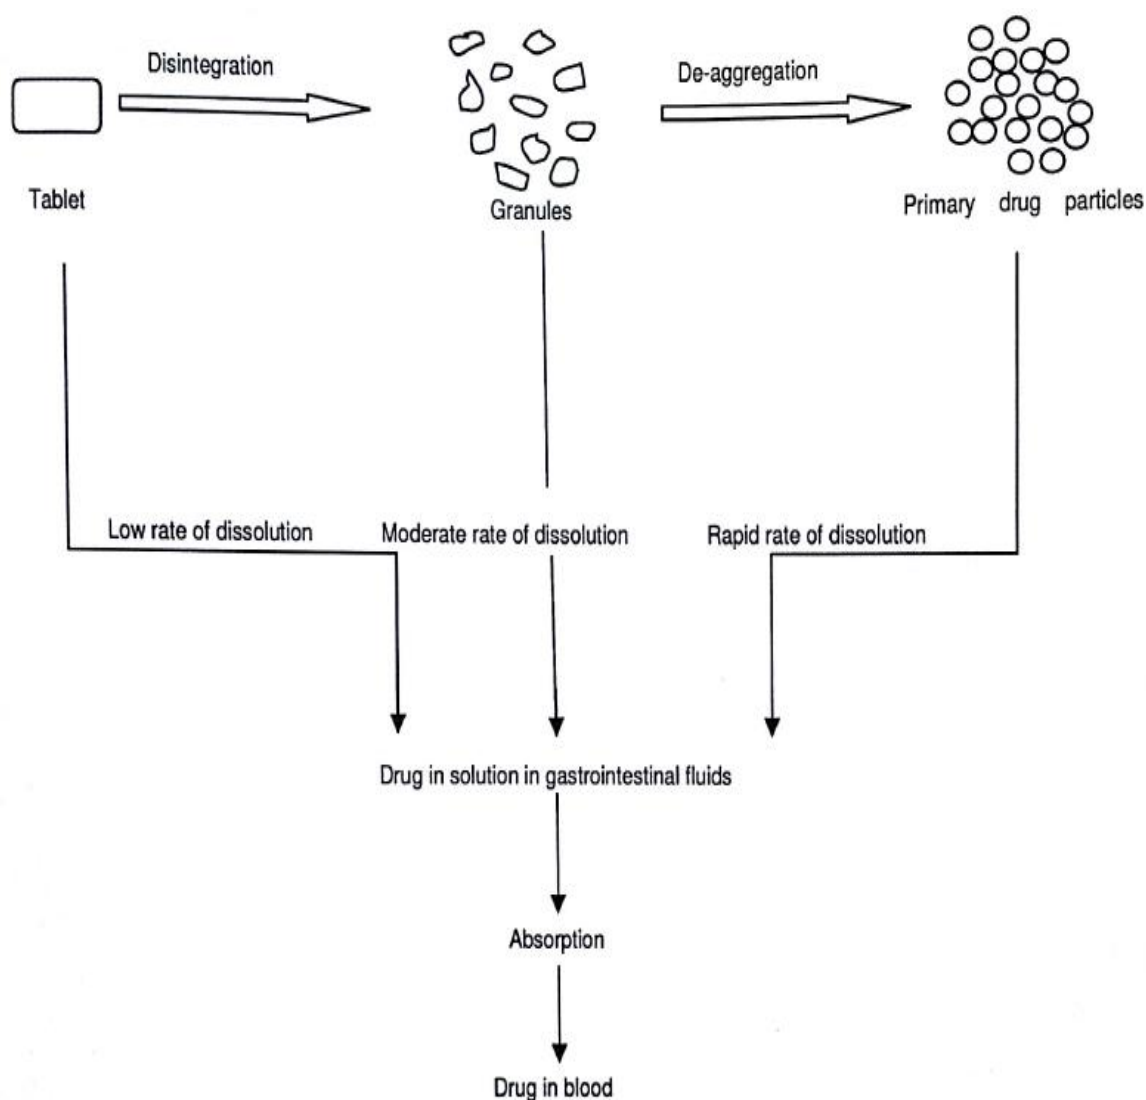 Disintegration
De-aggregation
Tablet
Granules
Primary drug particles
Low rate of dissolution
Moderate rate of dissolution
Rapid rate of dissolution
Drug in solution in gastrointestinal fluids
Absorption
Drug in blood